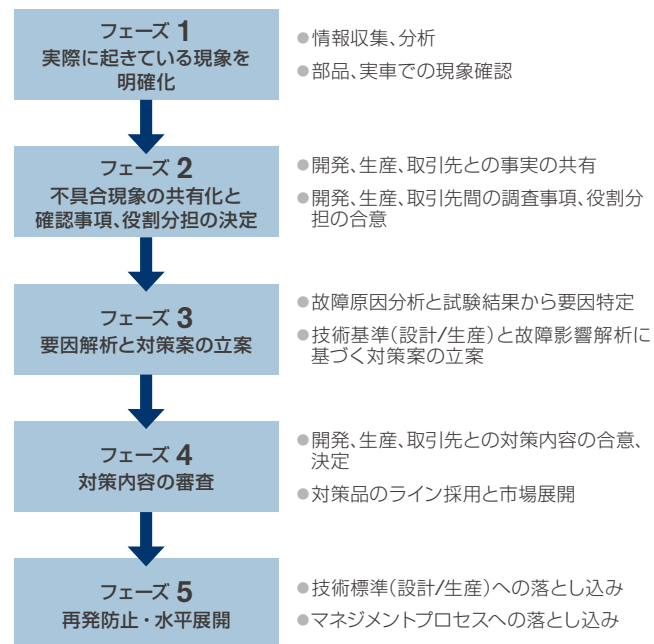 フェーズ 1
実際に起きている現象を
明確化
●情報収集、分析
●部品、実車での現象確認
フェーズ 2
不具合現象の共有化と
確認事項、役割分担の決定
●開発、生産、取引先との事実の共有
●開発、生産、取引先間の調査事項、役割分
担の合意
フェーズ 3
要因解析と対策案の立案
●故障原因分析と試験結果から要因特定
●技術基準(設計/生産)と故障影響解析に
基づく対策案の立案
フェーズ 4
対策内容の審査
●開発、生産、取引先との対策内容の合意、
決定
●対策品のライン採用と市場展開
フェーズ 5
再発防止・水平展開
●技術標準(設計/生産)への落とし込み
●マネジメントプロセスへの落とし込み